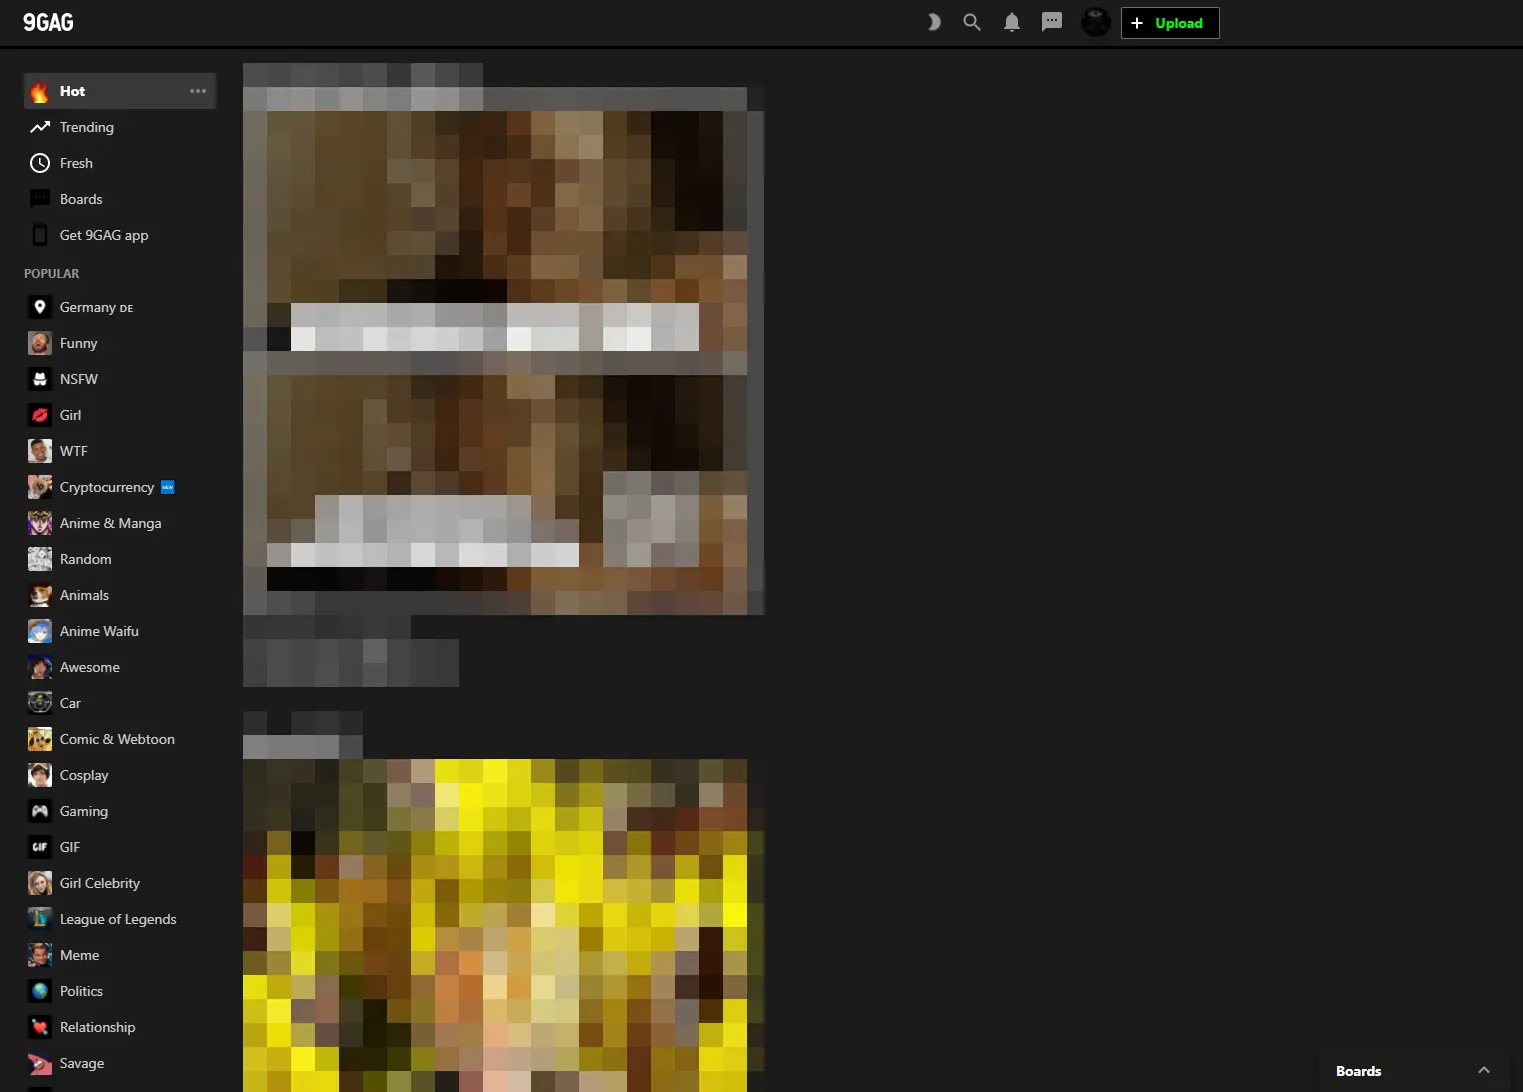 9GAG
+ Upload
Hot
Trending
Fresh
Boards
Get 9GAG app
POPULAR
Germany DE
Funny
NSFW
Girl
WTF
Cryptocurrency NEW
Anime & Manga
Random
Animals
Anime Waifu
Awesome
Car
Comic & Webtoon
Cosplay
Gaming
GIF GIF
Girl Celebrity
League of Legends
Meme
Politics
Relationship
Savage
Boards